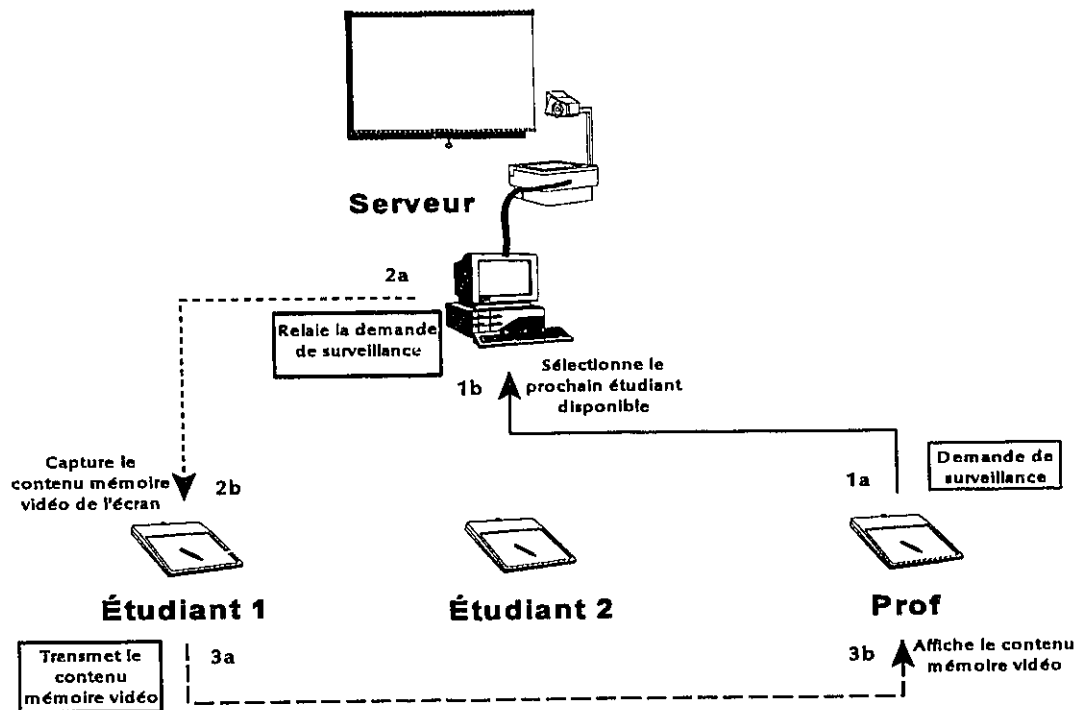 Serveur
2a
Relaie la demande
de surveillance
1b
Sélectionne le
prochain étudiant
disponible
Demande de
surveillance
1a
Capture le
contenu mémoire
vidéo de l'écran
2b
Étudiant 1
Étudiant 2
Prof
Transmet le
contenu
mémoire vidéo
3a
3b
Affiche le contenu
mémoire vidéo